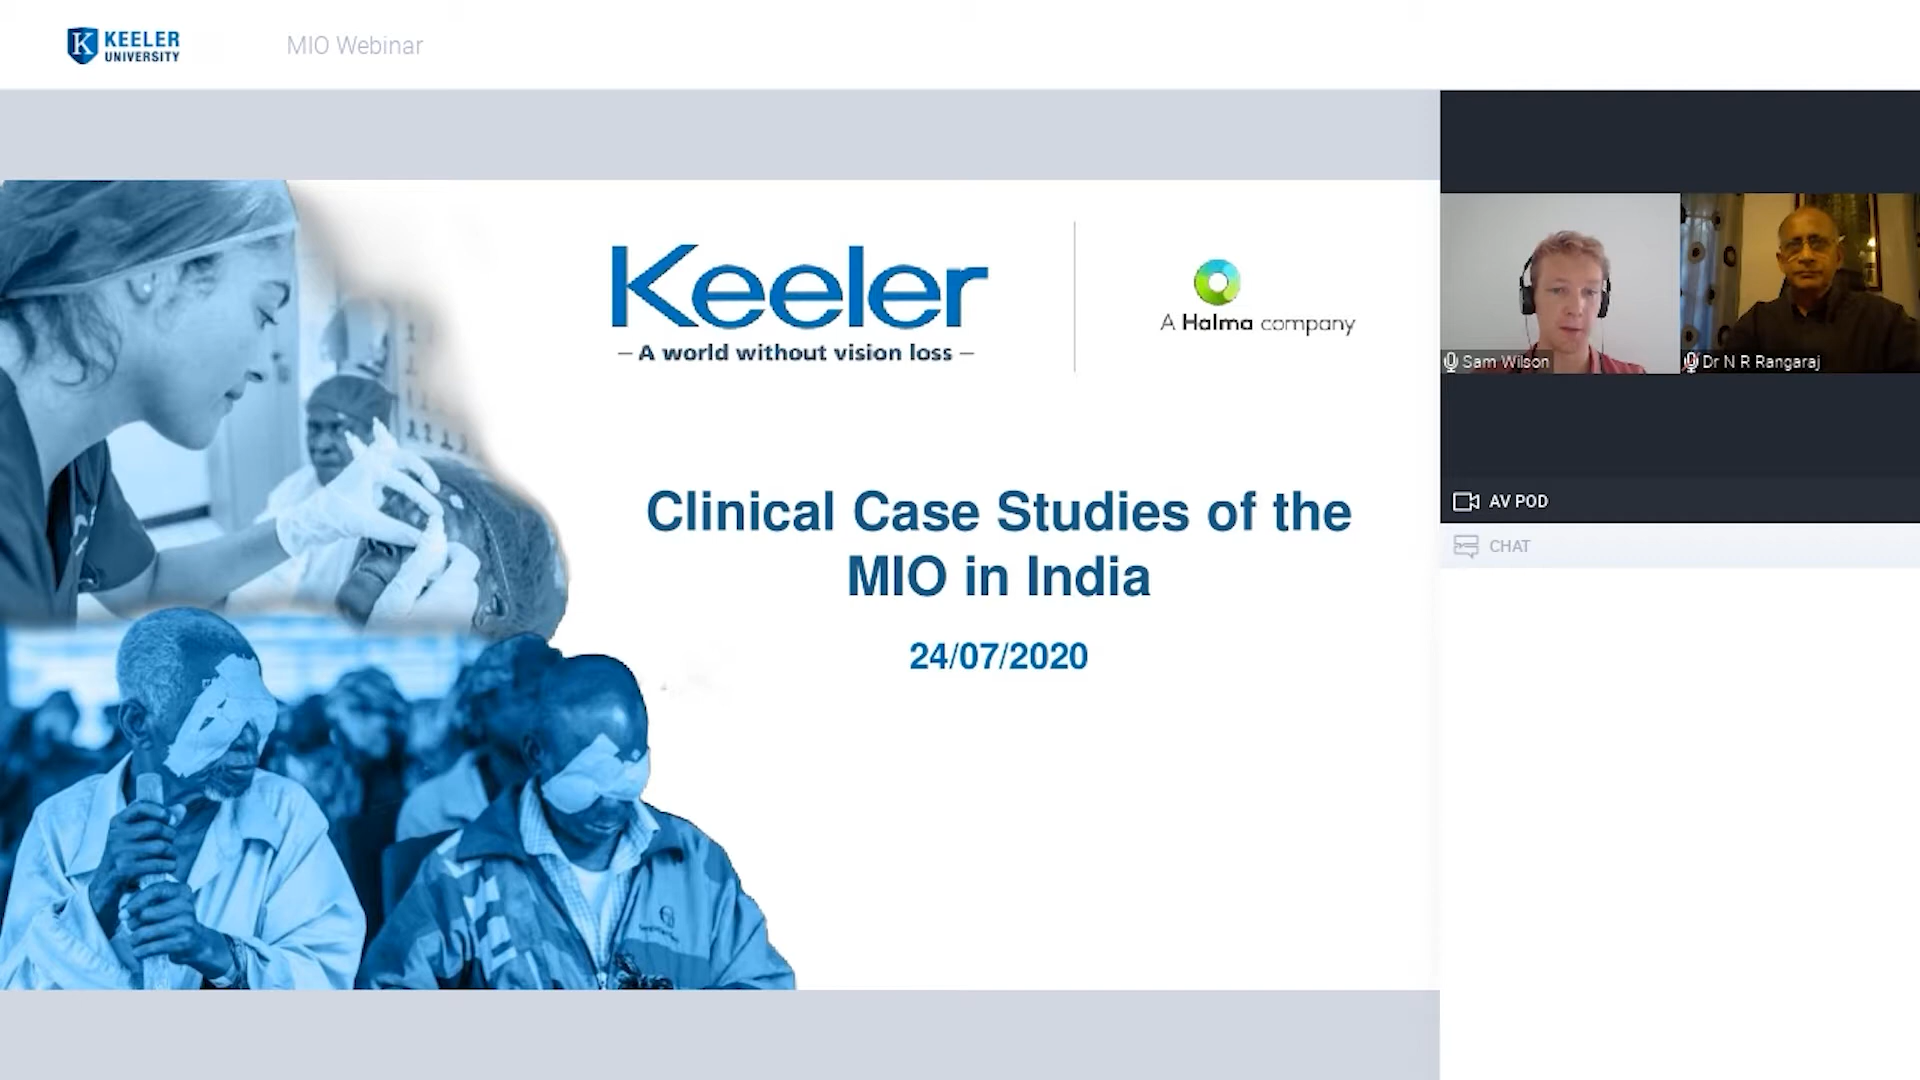 KEELER
UNIVERSITY
MIO Webinar
Keeler
– A world without vision loss –
A Halma company
Clinical Case Studies of the
MIO in India
24/07/2020
Sam Wilson
Dr N R Rangaraj
AV POD
CHAT